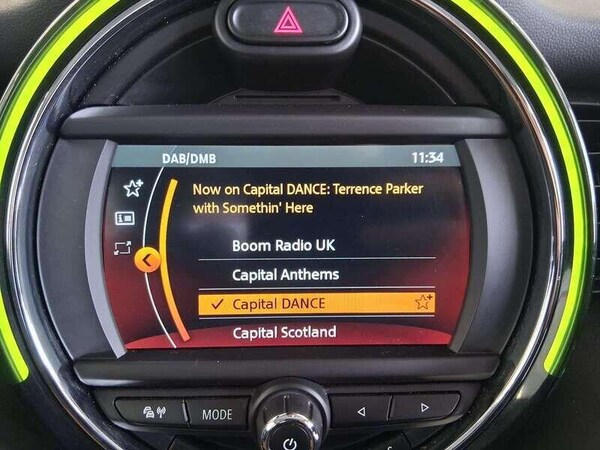 DAB/DMB 11:34
Now on Capital DANCE: Terrence Parker
with Somethin' Here
Boom Radio UK
Capital Anthems
Capital DANCE
Capital Scotland
MODE